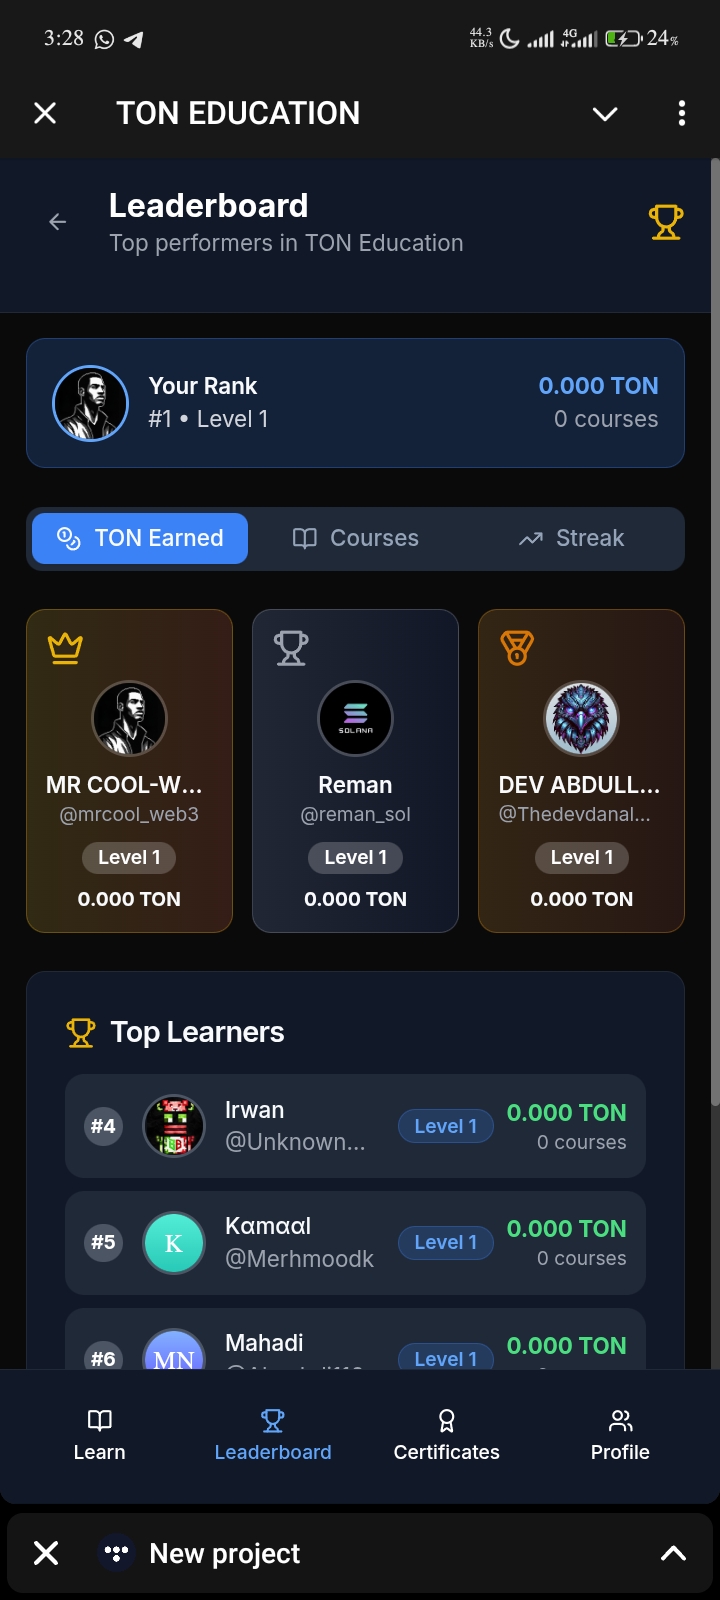 3:28
44.3
KB/s
4G
24%
TON EDUCATION
Leaderboard
Top performers in TON Education
Your Rank
#1 • Level 1
0.000 TON
0 courses
TON Earned
Courses
Streak
MR COOL-W...
@mrcool_web3
Level 1
0.000 TON
SOLANA
Reman
@reman_sol
Level 1
0.000 TON
DEV ABDULL...
@Thedevdanal...
Level 1
0.000 TON
Top Learners
#4
Irwan
@Unknown...
Level 1
0.000 TON
0 courses
#5
K
Kαmααl
@Merhmoodk
Level 1
0.000 TON
0 courses
#6
MN
Mahadi
Level 1
0.000 TON
Learn
Leaderboard
Certificates
Profile
New project